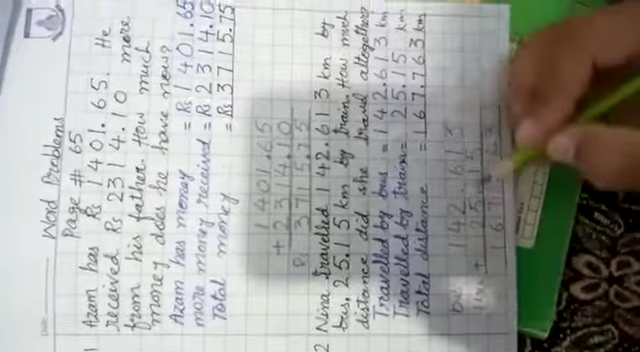 Word Problems
Page # 65
1 Azam has Rs 1401.65. He
received Rs 2314.10 more
from his father. How much
money does he have now?
Azam has money = Rs 1401.65
more money received = Rs 2314.10
Total money = Rs 3715.75
1401.65
+2314.10
3715.75
2 Nina travelled 142.613 km by
bus, 25.15 km by train. How much
distance did she travel altogether?
Travelled by bus = 142.613 km
Travelled by train = 25.15 km
Total distance = 167.763 km
142.613
+ 25.15
167
63